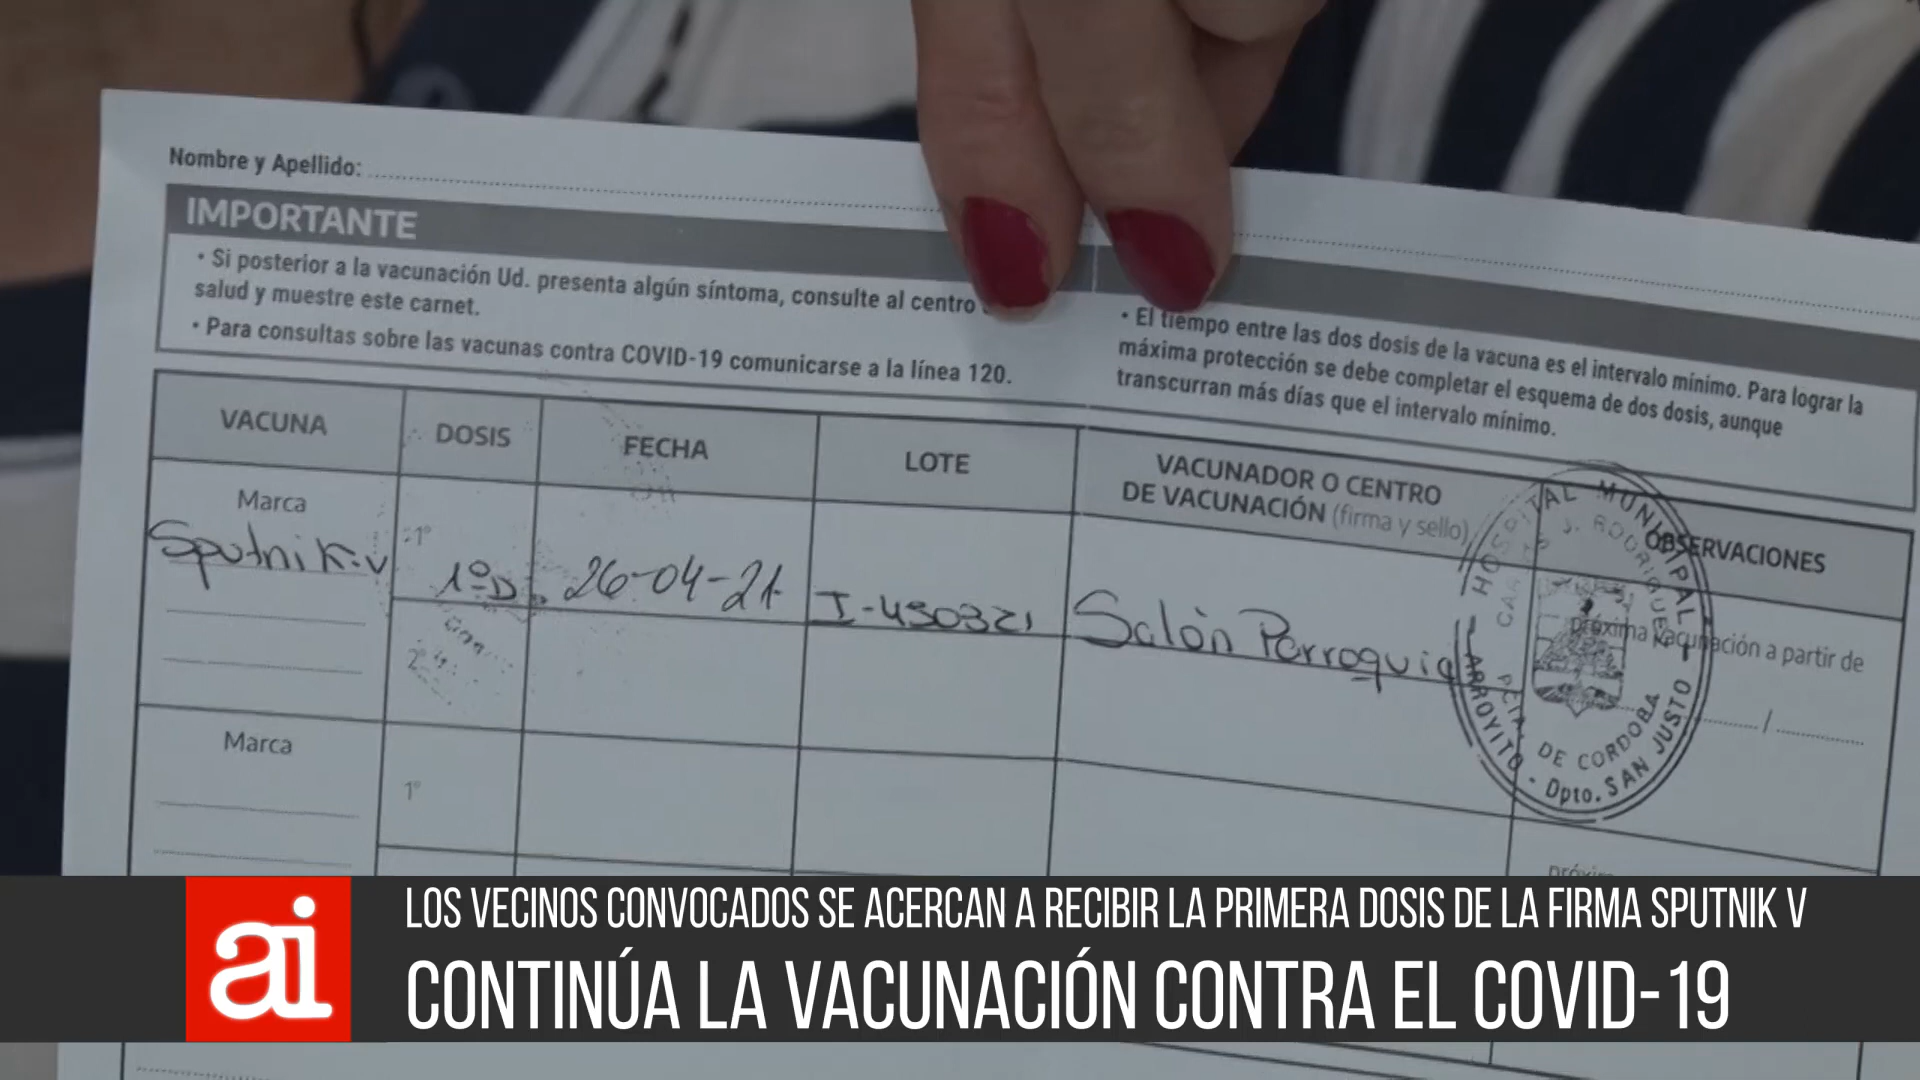 Nombre y Apellido:
IMPORTANTE
• Si posterior a la vacunación Ud. presenta algún síntoma, consulte al centro
salud y muestre este carnet.
• Para consultas sobre las vacunas contra COVID-19 comunicarse a la línea 120.
• El tiempo entre las dos dosis de la vacuna es el intervalo mínimo. Para lograr la
máxima protección se debe completar el esquema de dos dosis, aunque
transcurran más días que el intervalo mínimo.
VACUNA DOSIS FECHA LOTE VACUNADOR O CENTRO DE VACUNACIÓN (firma y sello) OBSERVACIONES
Marca
Sputnik-V 1º 1ºD. 26-04-21 I-450321 Salón Parroquial
próxima vacunación a partir de
/
2º
HOSPITAL MUNICIPAL
J. RODRIGUEZ
ARROYITO - Dpto. SAN JUSTO
PCIA. DE CORDOBA
Marca
1º
ai
LOS VECINOS CONVOCADOS SE ACERCAN A RECIBIR LA PRIMERA DOSIS DE LA FIRMA SPUTNIK V
CONTINÚA LA VACUNACIÓN CONTRA EL COVID-19